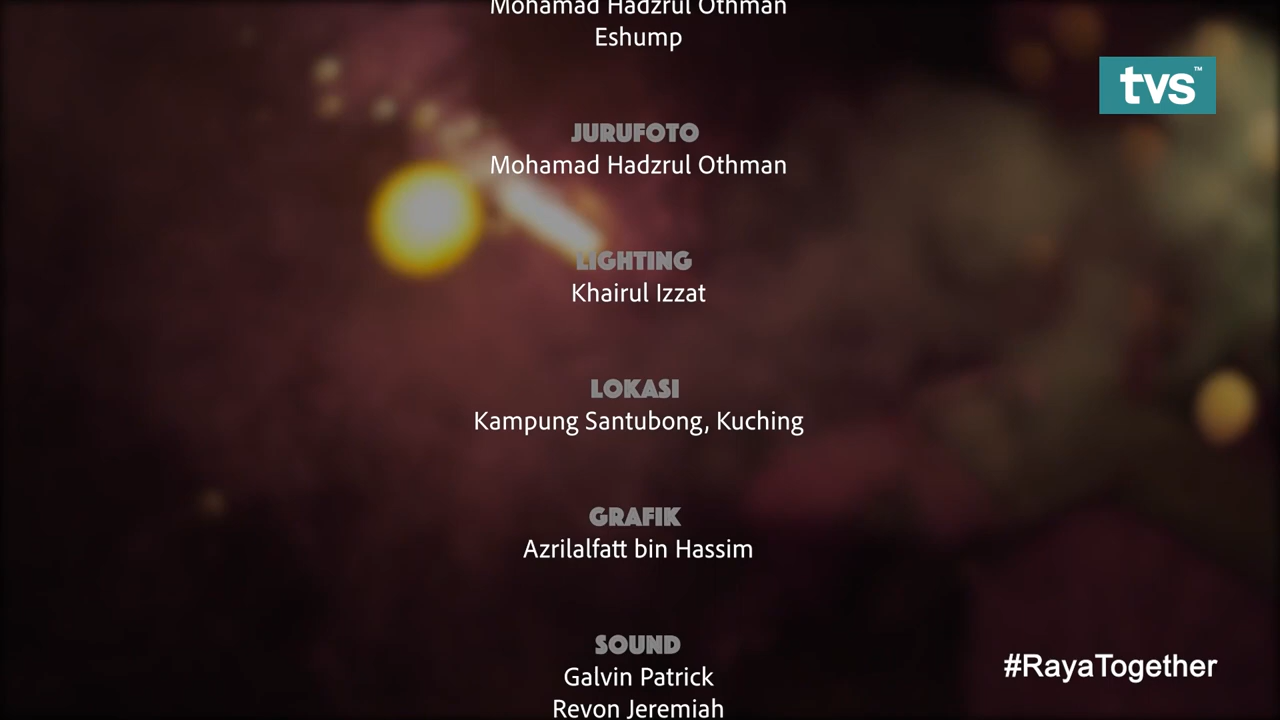 Mohamad Hadzrul Othman
Eshump
tvs™
JURUFOTO
Mohamad Hadzrul Othman
LIGHTING
Khairul Izzat
LOKASI
Kampung Santubong, Kuching
GRAFIK
Azrilalfatt bin Hassim
SOUND
Galvin Patrick
Revon Jeremiah
#RayaTogether